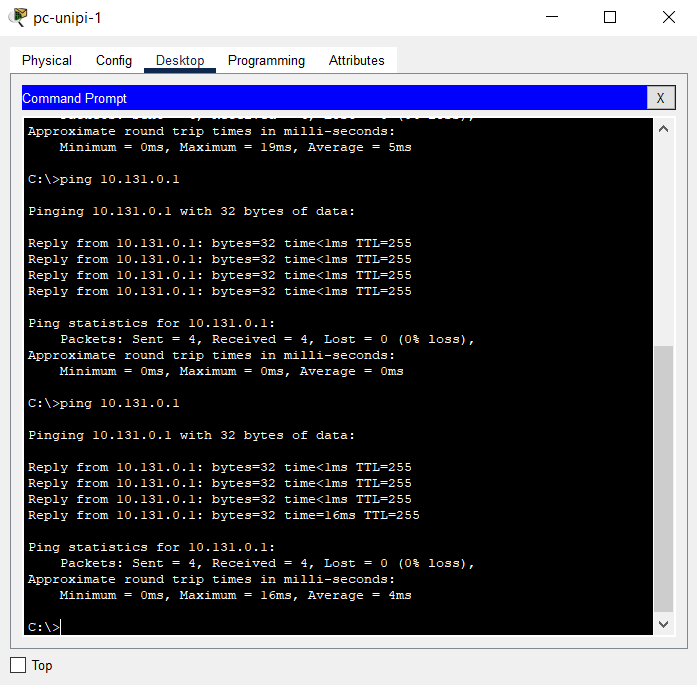 pc-unipi-1
Physical Config Desktop Programming Attributes
Command Prompt X
Approximate round trip times in milli-seconds:
    Minimum = 0ms, Maximum = 19ms, Average = 5ms
C:\>ping 10.131.0.1
Pinging 10.131.0.1 with 32 bytes of data:
Reply from 10.131.0.1: bytes=32 time<1ms TTL=255
Reply from 10.131.0.1: bytes=32 time<1ms TTL=255
Reply from 10.131.0.1: bytes=32 time<1ms TTL=255
Reply from 10.131.0.1: bytes=32 time<1ms TTL=255
Ping statistics for 10.131.0.1:
    Packets: Sent = 4, Received = 4, Lost = 0 (0% loss),
Approximate round trip times in milli-seconds:
    Minimum = 0ms, Maximum = 0ms, Average = 0ms
C:\>ping 10.131.0.1
Pinging 10.131.0.1 with 32 bytes of data:
Reply from 10.131.0.1: bytes=32 time<1ms TTL=255
Reply from 10.131.0.1: bytes=32 time<1ms TTL=255
Reply from 10.131.0.1: bytes=32 time<1ms TTL=255
Reply from 10.131.0.1: bytes=32 time=16ms TTL=255
Ping statistics for 10.131.0.1:
    Packets: Sent = 4, Received = 4, Lost = 0 (0% loss),
Approximate round trip times in milli-seconds:
    Minimum = 0ms, Maximum = 16ms, Average = 4ms
C:\>
Top